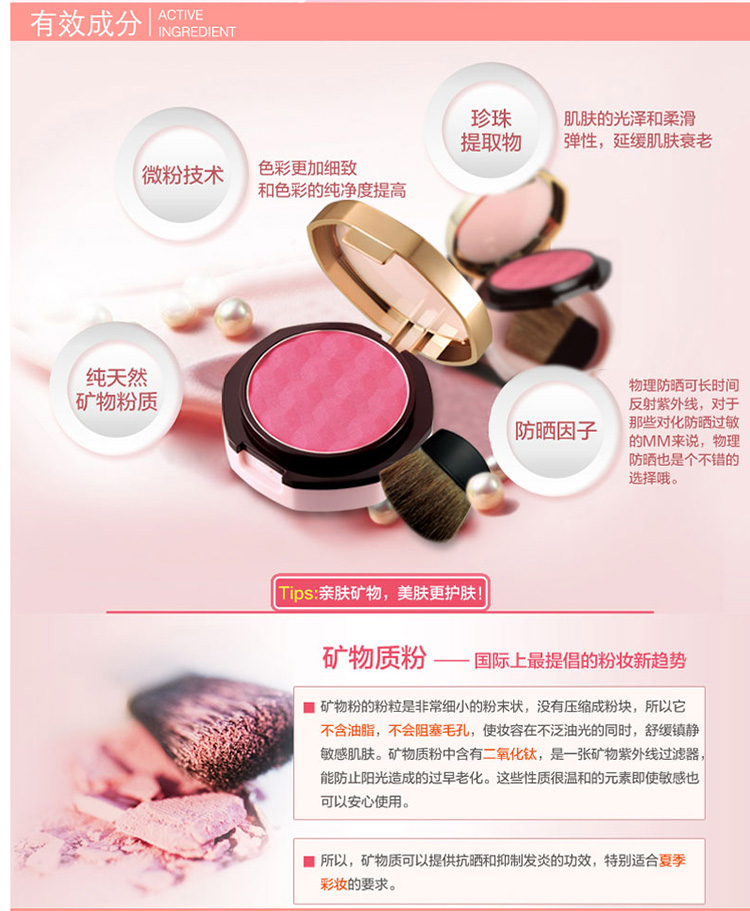 有效成分
ACTIVE
INGREDIENT
珍珠
提取物
肌肤的光泽和柔滑
弹性，延缓肌肤衰老
微粉技术
色彩更加细致
和色彩的纯净度提高
纯天然
矿物粉质
防晒因子
物理防晒可长时间
反射紫外线，对于
那些对化防晒过敏
的MM来说，物理
防晒也是个不错的
选择哦。
Tips:亲肤矿物，美肤更护肤！
矿物质粉 —— 国际上最提倡的粉妆新趋势
矿物粉的粉粒是非常细小的粉末状，没有压缩成粉块，所以它
不含油脂，不会阻塞毛孔，使妆容在不泛油光的同时，舒缓镇静
敏感肌肤。矿物质粉中含有二氧化钛，是一张矿物紫外线过滤器，
能防止阳光造成的过早老化。这些性质很温和的元素即使敏感也
可以安心使用。
所以，矿物质可以提供抗晒和抑制发炎的功效，特别适合夏季
彩妆的要求。